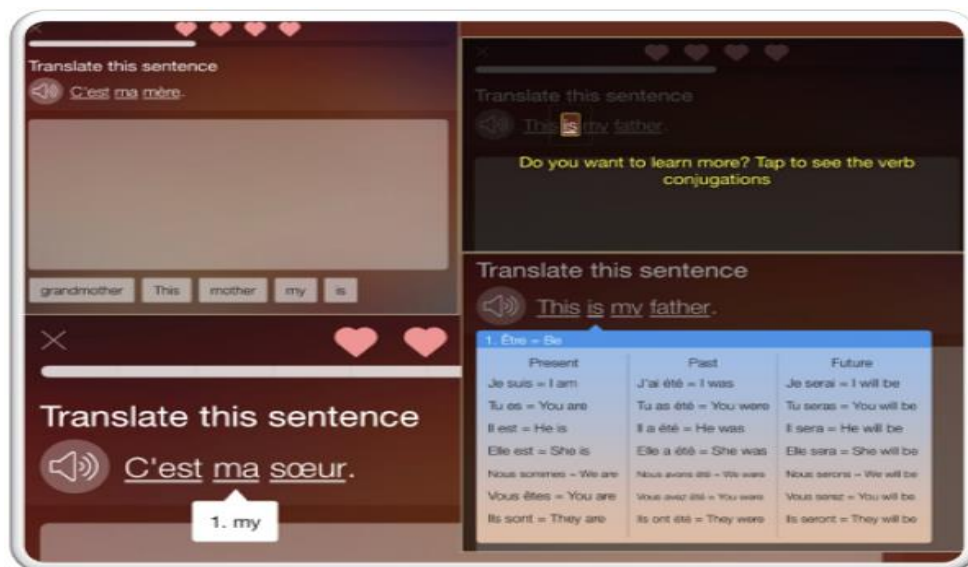 Translate this sentence
C'est ma mère.
grandmother This mother my is
Translate this sentence
This is my father.
Do you want to learn more? Tap to see the verb
conjugations
Translate this sentence
C'est ma sœur.
1. my
Translate this sentence
This is my father.
1. Être = Be
Present Past Future
Je suis = I am J'ai été = I was Je serai = I will be
Tu es = You are Tu as été = You were Tu seras = You will be
Il est = He is Il a été = He was Il sera = He will be
Elle est = She is Elle a été = She was Elle sera = She will be
Nous sommes = We are Nous avons été = We were Nous serons = We will be
Vous êtes = You are Vous avez été = You were Vous serez = You will be
Ils sont = They are Ils ont été = They were Ils seront = They will be